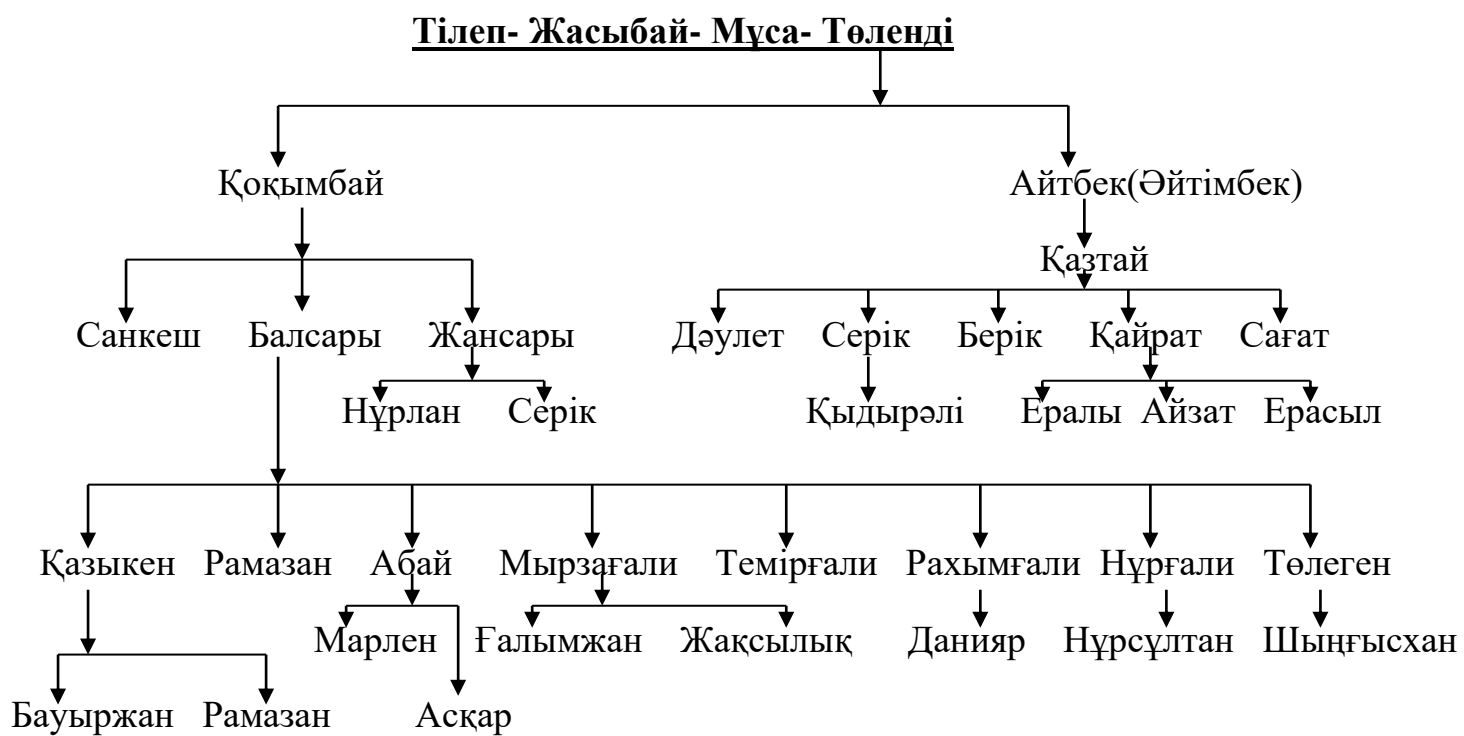 Тілеп- Жасыбай- Мұса- Төленді
Қоқымбай Айтбек(Әйтімбек)
Қазтай
Санкеш Балсары Жансары Дәулет Серік Берік Қайрат Сағат
Нұрлан Серік Қыдырәлі Ералы Айзат Ерасыл
Қазыкен Рамазан Абай Мырзағали Темірғали Рахымғали Нұрғали Төлеген
Марлен Ғалымжан Жақсылық Данияр Нұрсұлтан Шыңғысхан
Бауыржан Рамазан Асқар